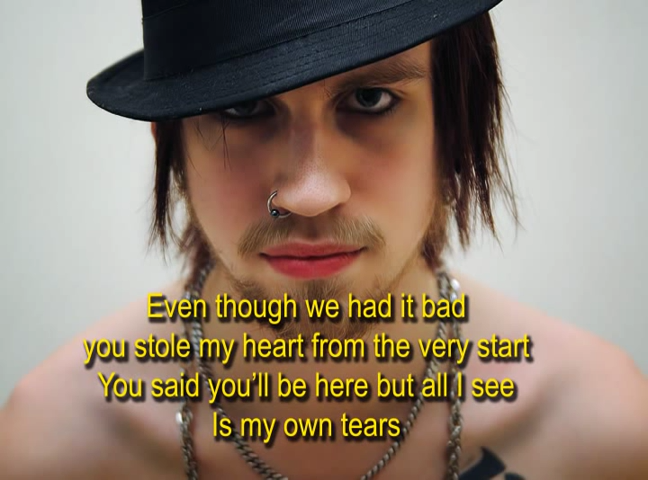 Even though we had it bad
you stole my heart from the very start
You said you'll be here but all I see
Is my own tears